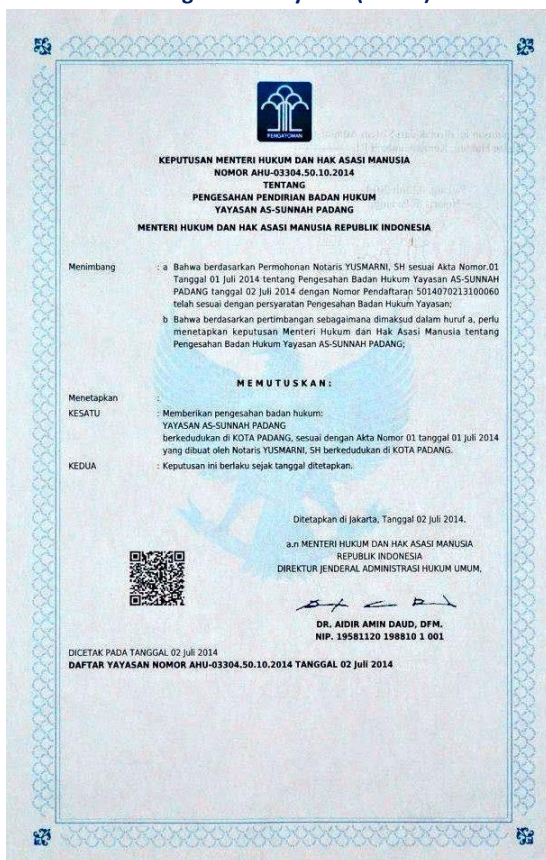 PENGAYOMAN
KEPUTUSAN MENTERI HUKUM DAN HAK ASASI MANUSIA
NOMOR AHU-03304.50.10.2014
TENTANG
PENGESAHAN PENDIRIAN BADAN HUKUM
YAYASAN AS-SUNNAH PADANG
MENTERI HUKUM DAN HAK ASASI MANUSIA REPUBLIK INDONESIA
Menimbang : a Bahwa berdasarkan Permohonan Notaris YUSMARNI, SH sesuai Akta Nomor.01
Tanggal 01 Juli 2014 tentang Pengesahan Badan Hukum Yayasan AS-SUNNAH
PADANG tanggal 02 Juli 2014 dengan Nomor Pendaftaran 5014070213100060
telah sesuai dengan persyaratan Pengesahan Badan Hukum Yayasan;
b Bahwa berdasarkan pertimbangan sebagaimana dimaksud dalam huruf a, perlu
menetapkan keputusan Menteri Hukum dan Hak Asasi Manusia tentang
Pengesahan Badan Hukum Yayasan AS-SUNNAH PADANG;
M E M U T U S K A N :
Menetapkan :
KESATU : Memberikan pengesahan badan hukum:
YAYASAN AS-SUNNAH PADANG
berkedudukan di KOTA PADANG, sesuai dengan Akta Nomor 01 tanggal 01 Juli 2014
yang dibuat oleh Notaris YUSMARNI, SH berkedudukan di KOTA PADANG.
KEDUA : Keputusan ini berlaku sejak tanggal ditetapkan.
Ditetapkan di Jakarta, Tanggal 02 Juli 2014.
a.n MENTERI HUKUM DAN HAK ASASI MANUSIA
REPUBLIK INDONESIA
DIREKTUR JENDERAL ADMINISTRASI HUKUM UMUM,
DR. AIDIR AMIN DAUD, DFM.
NIP. 19581120 198810 1 001
DICETAK PADA TANGGAL 02 Juli 2014
DAFTAR YAYASAN NOMOR AHU-03304.50.10.2014 TANGGAL 02 Juli 2014